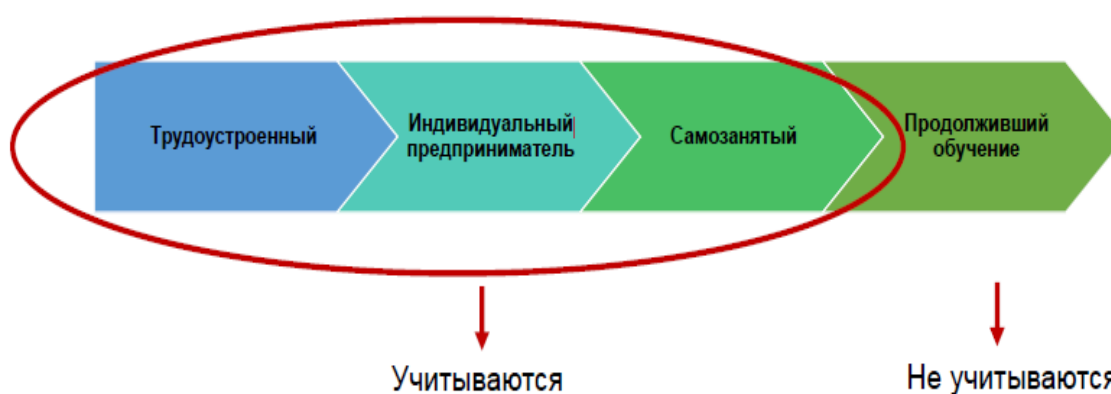 Трудоустроенный
Индивидуальный
предприниматель
Самозанятый
Продолживший
обучение
Учитываются
Не учитываются